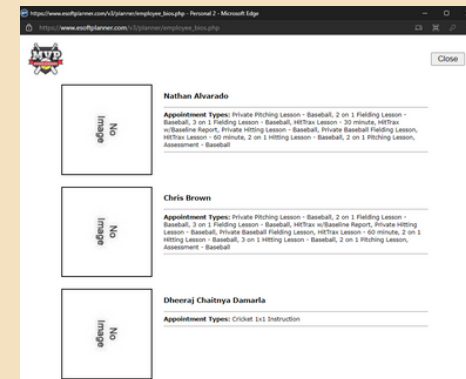 https://www.esoftplanner.com/v3/planner/employee_bios.php - Personal 2 - Microsoft Edge
https://www.esoftplanner.com/v3/planner/employee_bios.php
MVP
Close
No Image
Nathan Alvarado
Appointment Types: Private Pitching Lesson - Baseball, 2 on 1 Fielding Lesson -
Baseball, 3 on 1 Fielding Lesson - Baseball, HitTrax Lesson - 30 minute, HitTrax
w/Baseline Report, Private Hitting Lesson - Baseball, Private Baseball Fielding Lesson,
HitTrax Lesson - 60 minute, 2 on 1 Hitting Lesson - Baseball, 2 on 1 Pitching Lesson,
Assessment - Baseball
No Image
Chris Brown
Appointment Types: Private Pitching Lesson - Baseball, 2 on 1 Fielding Lesson -
Baseball, 3 on 1 Fielding Lesson - Baseball, HitTrax w/Baseline Report, Private Hitting
Lesson - Baseball, Private Baseball Fielding Lesson, HitTrax Lesson - 60 minute, 2 on 1
Hitting Lesson - Baseball, 3 on 1 Hitting Lesson - Baseball, 2 on 1 Pitching Lesson,
Assessment - Baseball
No Image
Dheeraj Chaitnya Damarla
Appointment Types: Cricket 1x1 Instruction